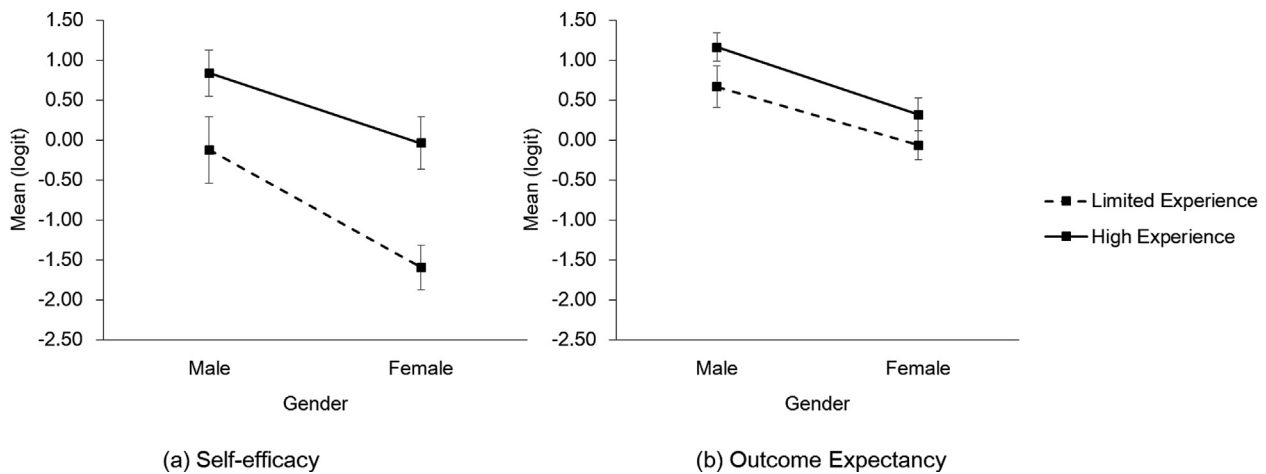 1.50
1.00
0.50
0.00
-0.50
-1.00
-1.50
-2.00
-2.50
Mean (logit)
Male Female
Gender
(a) Self-efficacy
1.50
1.00
0.50
0.00
-0.50
-1.00
-1.50
-2.00
-2.50
Mean (logit)
Male Female
Gender
(b) Outcome Expectancy
Limited Experience
High Experience